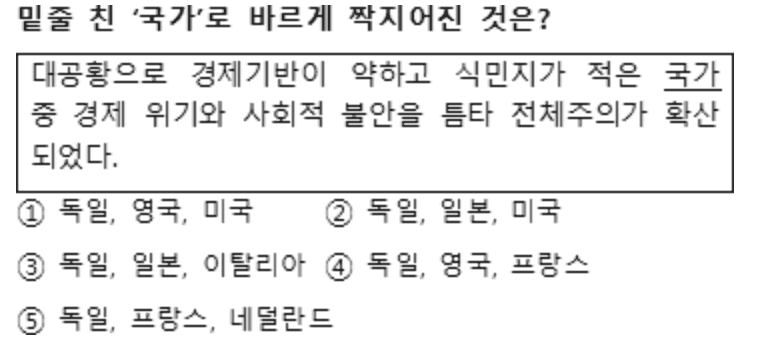 밑줄 친 ‘국가’로 바르게 짝지어진 것은?
대공황으로 경제기반이 약하고 식민지가 적은 국가
중 경제 위기와 사회적 불안을 틈타 전체주의가 확산
되었다.
① 독일, 영국, 미국 ② 독일, 일본, 미국
③ 독일, 일본, 이탈리아 ④ 독일, 영국, 프랑스
⑤ 독일, 프랑스, 네덜란드